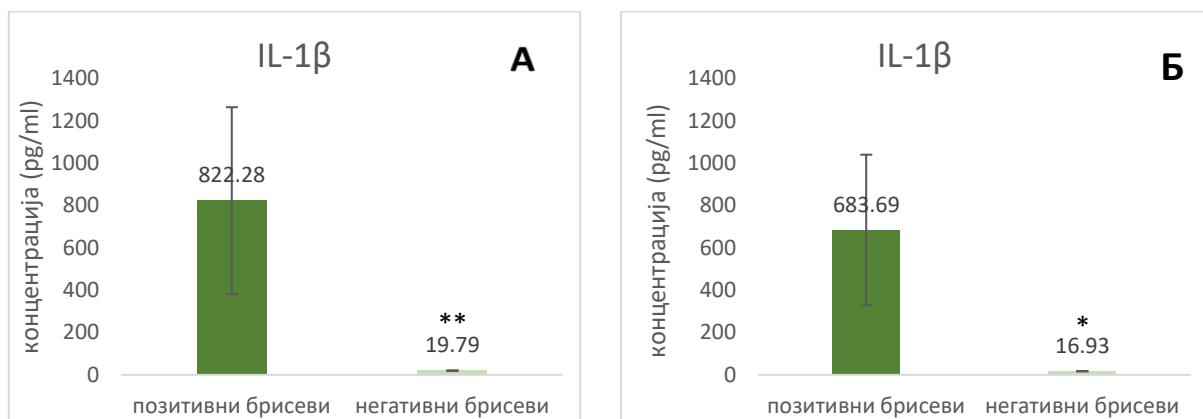 IL-1β
А
концентрација (pg/ml)
1400
1200
1000
800
600
400
200
0
822.28
**
19.79
позитивни брисеви
негативни брисеви
IL-1β
Б
концентрација (pg/ml)
1400
1200
1000
800
600
400
200
0
683.69
*
16.93
позитивни брисеви
негативни брисеви